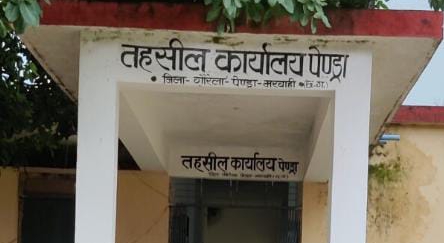 तहसील कार्यालय पेण्ड्रा
• जिला- गौरेला- पेण्ड्रा- मरवाही •(छ.ग.)
तहसील कार्यालय पेण्ड्रा